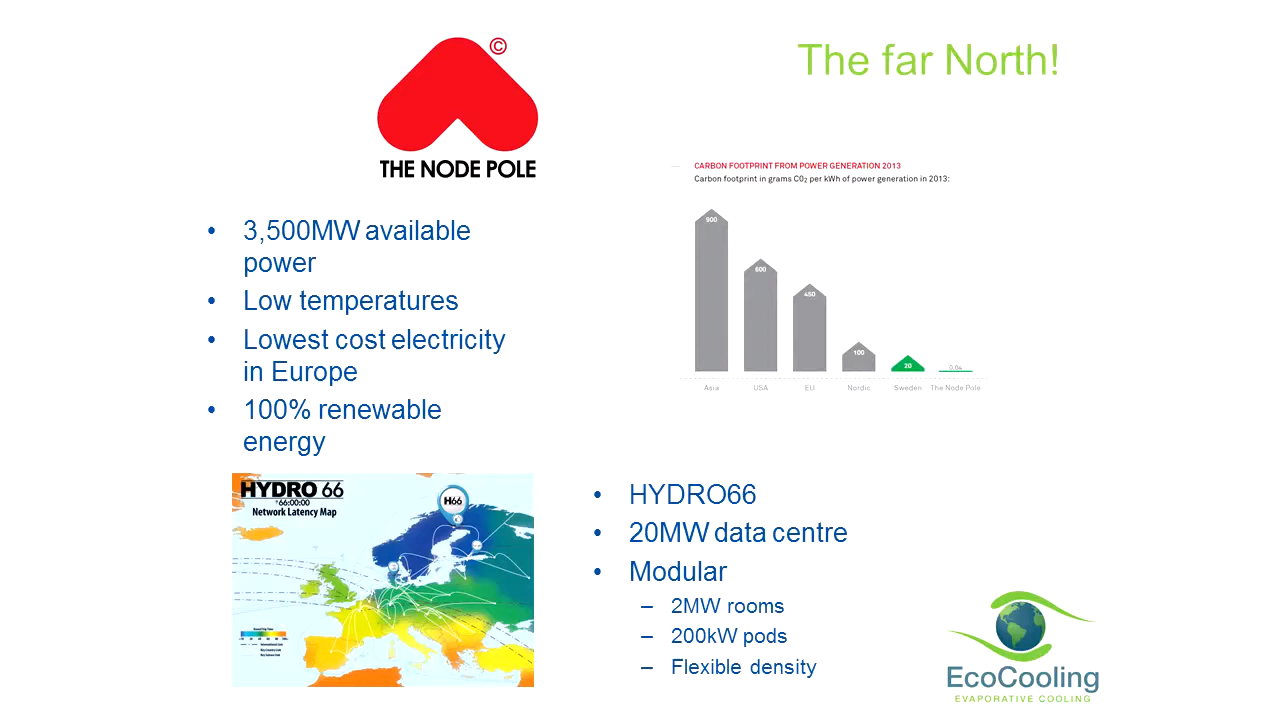 The far North!
©
THE NODE POLE
3,500MW available
power
Low temperatures
Lowest cost electricity
in Europe
100% renewable
energy
CARBON FOOTPRINT FROM POWER GENERATION 2013
Carbon footprint in grams CO2 per kWh of power generation in 2013:
900
600
450
100
20
0.04
Asia USA EU Nordic Sweden The Node Pole
HYDRO 66
°66:00:00
Network Latency Map
H66
HYDRO66
20MW data centre
Modular
– 2MW rooms
– 200kW pods
– Flexible density
EcoCooling
EVAPORATIVE COOLING